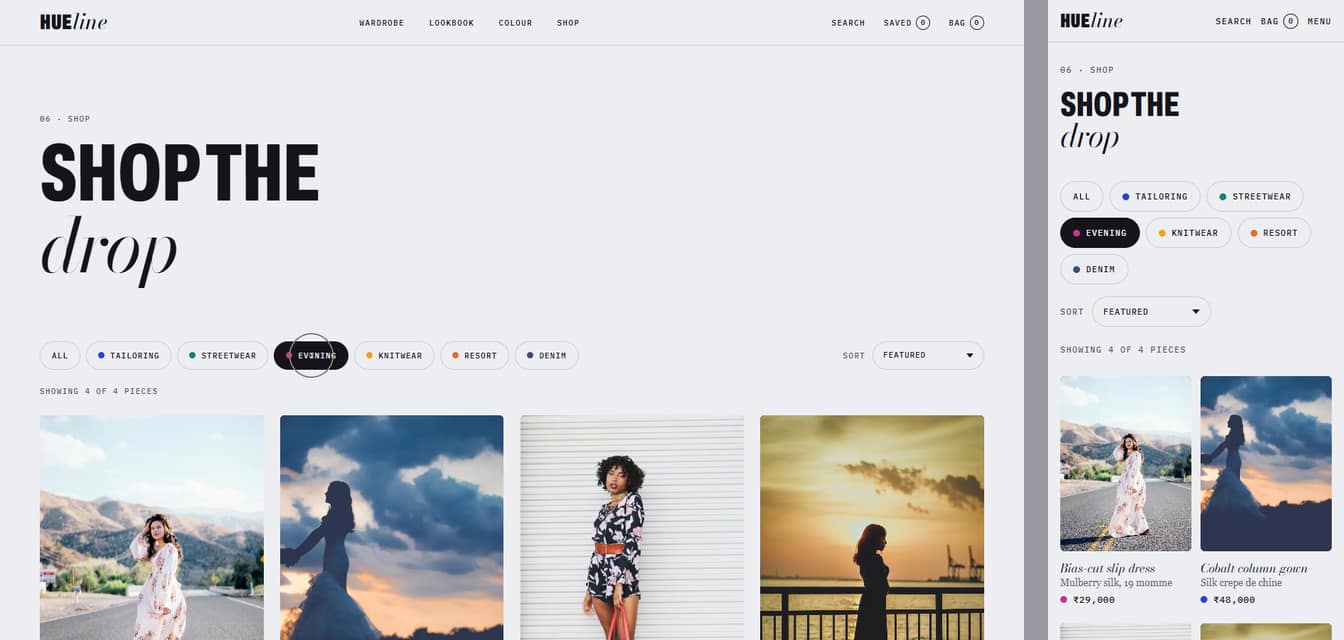 HUEline
WARDROBE LOOKBOOK COLOUR SHOP
SEARCH SAVED 0 BAG 0
06 · SHOP
SHOP THE
drop
ALL TAILORING STREETWEAR EVENING KNITWEAR RESORT DENIM
SORT FEATURED
SHOWING 4 OF 4 PIECES
HUEline
SEARCH BAG 0 MENU
06 · SHOP
SHOP THE
drop
ALL TAILORING STREETWEAR
EVENING KNITWEAR RESORT
DENIM
SORT FEATURED
SHOWING 4 OF 4 PIECES
Bias-cut slip dress
Mulberry silk, 19 momme
₹29,000
Cobalt column gown
Silk crepe de chine
₹48,000